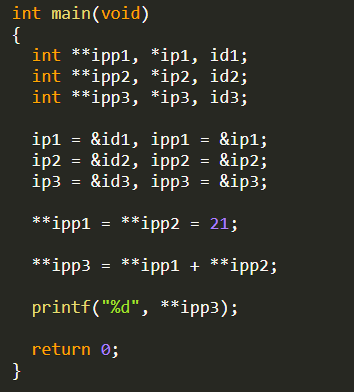 int main(void)
{
  int **ipp1, *ip1, id1;
  int **ipp2, *ip2, id2;
  int **ipp3, *ip3, id3;

  ip1 = &id1, ipp1 = &ip1;
  ip2 = &id2, ipp2 = &ip2;
  ip3 = &id3, ipp3 = &ip3;

  **ipp1 = **ipp2 = 21;

  **ipp3 = **ipp1 + **ipp2;

  printf("%d", **ipp3);

  return 0;
}